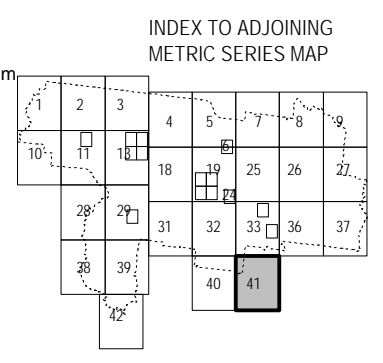 INDEX TO ADJOINING
METRIC SERIES MAP
m
1 2 3 4 5 7 8 9
10 11 13 6
18 19 25 26 27
28 29 24
31 32 33 36 37
38 39
40 41
42